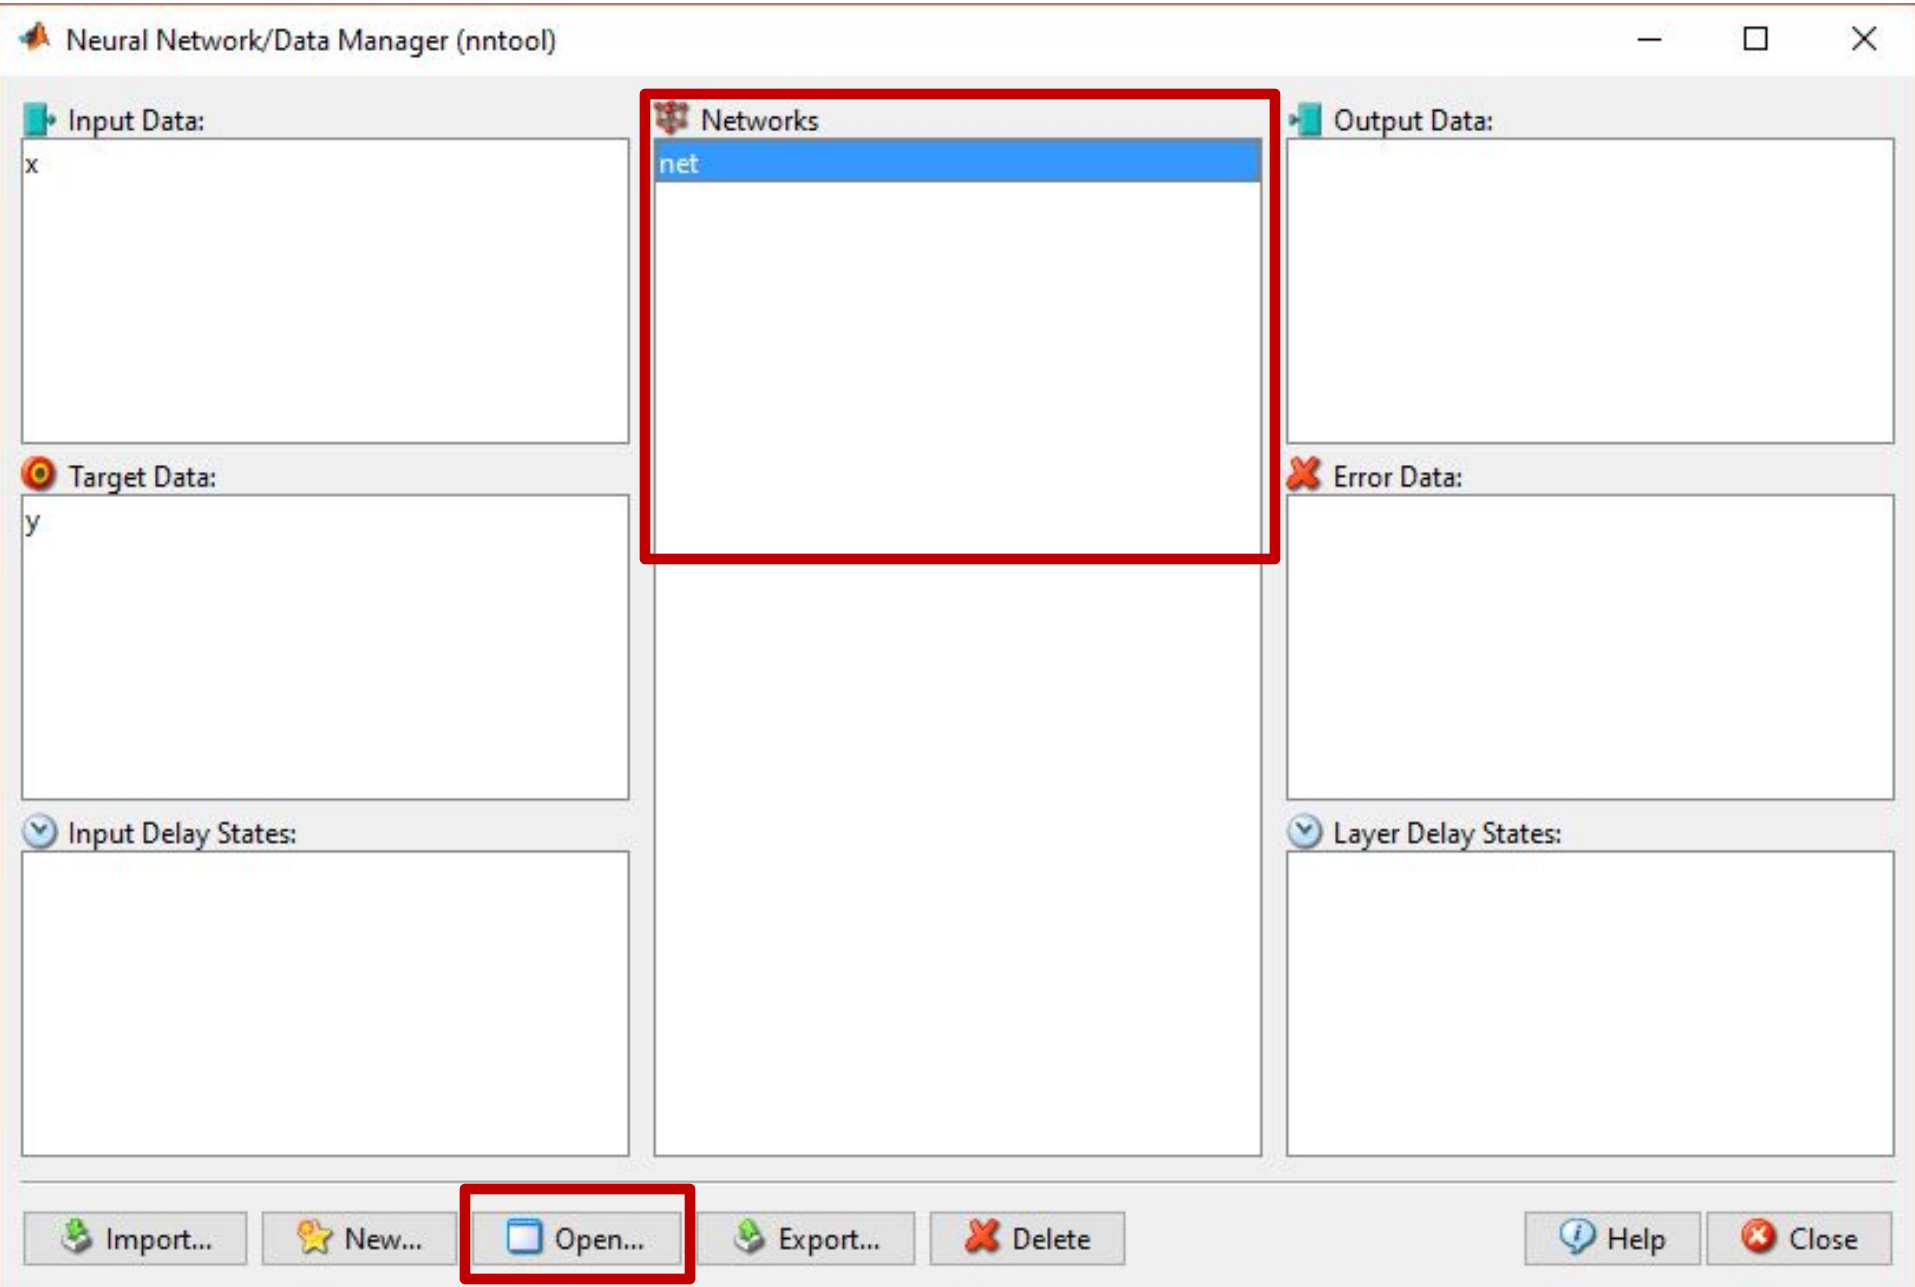 Neural Network/Data Manager (nntool)
Input Data:
x
Networks
net
Output Data:
Target Data:
y
Error Data:
Input Delay States:
Layer Delay States:
Import...
New...
Open...
Export...
Delete
Help
Close